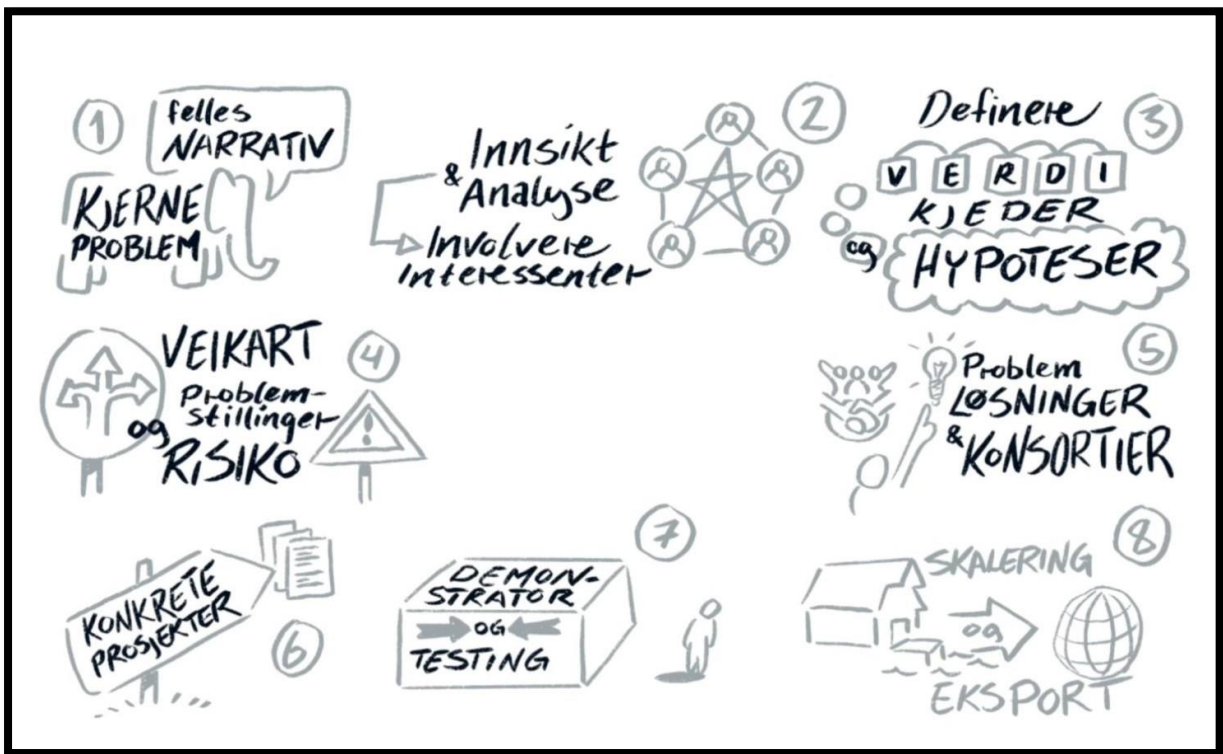 1
felles
NARRATIV
KJERNE
PROBLEM
2
Innsikt
& Analyse
Involvere
Interessenter
3
Definere
VERDI
KJEDER
og
HYPOTESER
4
VEIKART
Problem-
stillinger
og
RISIKO
5
Problem
LØSNINGER
& KONSORTIER
6
KONKRETE
PROSJEKTER
7
DEMON-
STRATOR
OG
TESTING
8
SKALERING
og
EKSPORT